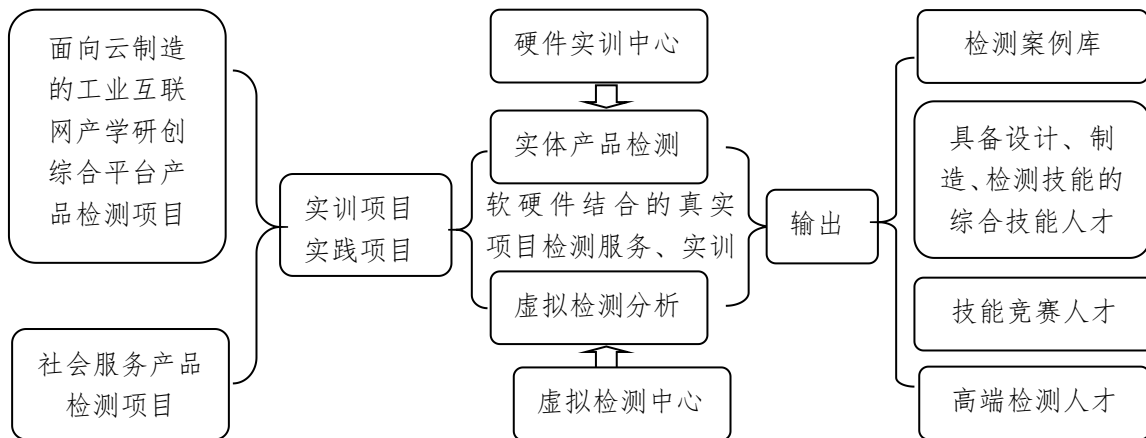 面向云制造
的工业互联
网产学研创
综合平台产
品检测项目
社会服务产品
检测项目
实训项目
实践项目
硬件实训中心
实体产品检测
软硬件结合的真实
项目检测服务、实训
虚拟检测分析
虚拟检测中心
输出
检测案例库
具备设计、制
造、检测技能的
综合技能人才
技能竞赛人才
高端检测人才